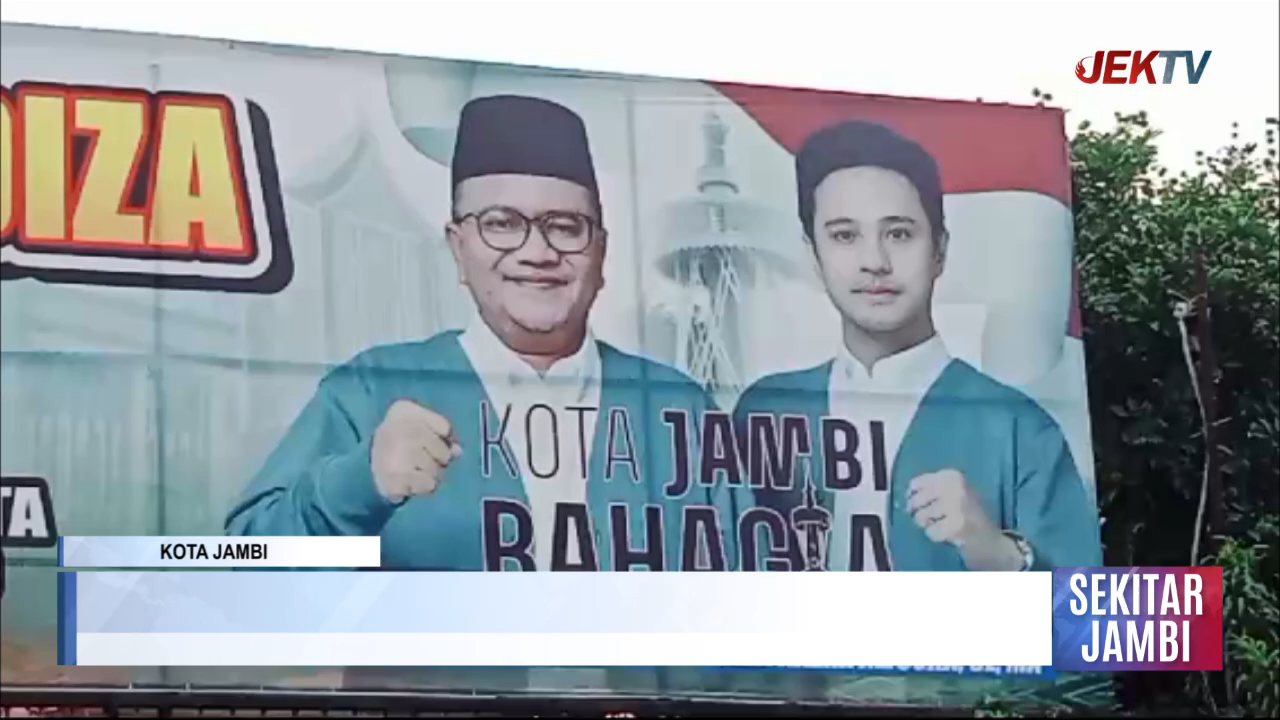 JEKTV
DIZA
KOTA JAMBI
BAHAGIA
TA
KOTA JAMBI
SEKITAR
JAMBI